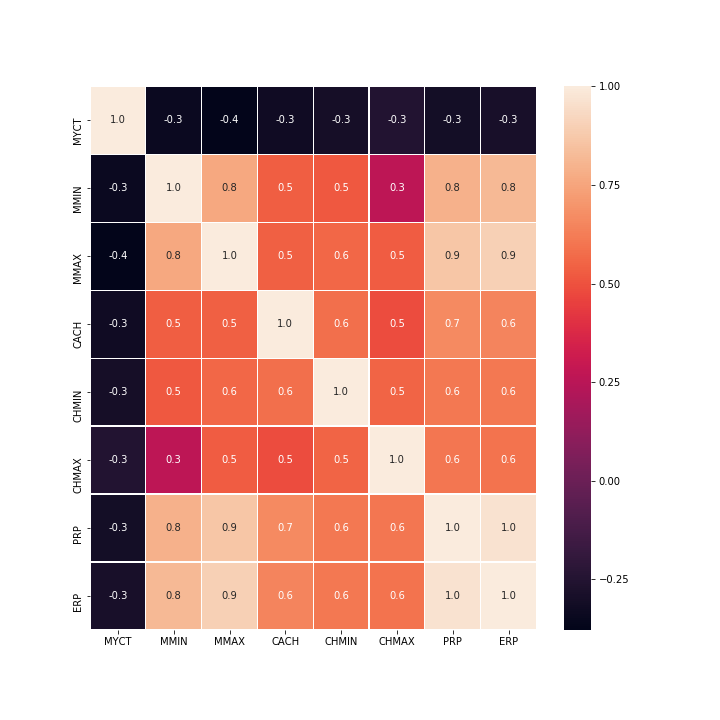 MYCT 1.0 -0.3 -0.4 -0.3 -0.3 -0.3 -0.3 -0.3
MMIN -0.3 1.0 0.8 0.5 0.5 0.3 0.8 0.8
MMAX -0.4 0.8 1.0 0.5 0.6 0.5 0.9 0.9
CACH -0.3 0.5 0.5 1.0 0.6 0.5 0.7 0.6
CHMIN -0.3 0.5 0.6 0.6 1.0 0.5 0.6 0.6
CHMAX -0.3 0.3 0.5 0.5 0.5 1.0 0.6 0.6
PRP -0.3 0.8 0.9 0.7 0.6 0.6 1.0 1.0
ERP -0.3 0.8 0.9 0.6 0.6 0.6 1.0 1.0
MYCT MMIN MMAX CACH CHMIN CHMAX PRP ERP
1.00
0.75
0.50
0.25
0.00
−0.25